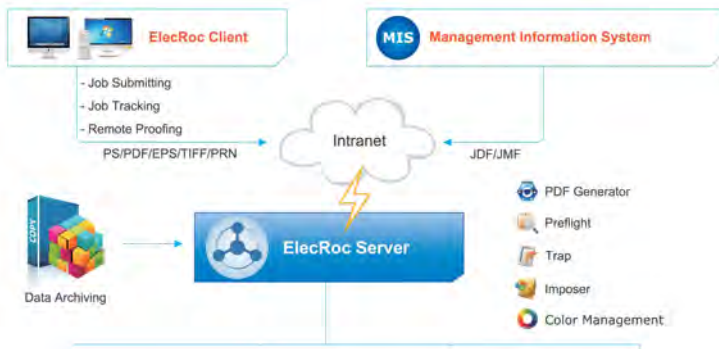 ElecRoc Client
MIS
Management Information System
- Job Submitting
- Job Tracking
- Remote Proofing
PS/PDF/EPS/TIFF/PRN
Intranet
JDF/JMF
COPY
Data Archiving
ElecRoc Server
PDF Generator
Preflight
Trap
Imposer
Color Management